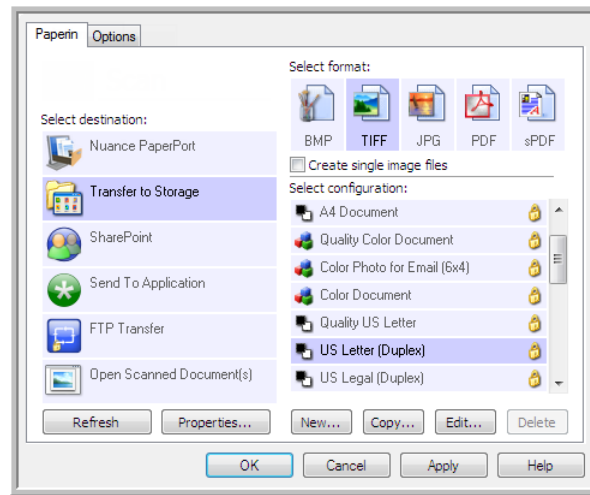 Paperin Options
Select format:
BMP TIFF JPG PDF sPDF
Create single image files
Select destination:
Nuance PaperPort
Transfer to Storage
SharePoint
Send To Application
FTP Transfer
Open Scanned Document(s)
Select configuration:
A4 Document
Quality Color Document
Color Photo for Email (6x4)
Color Document
Quality US Letter
US Letter (Duplex)
US Legal (Duplex)
Refresh Properties... New... Copy... Edit... Delete
OK Cancel Apply Help